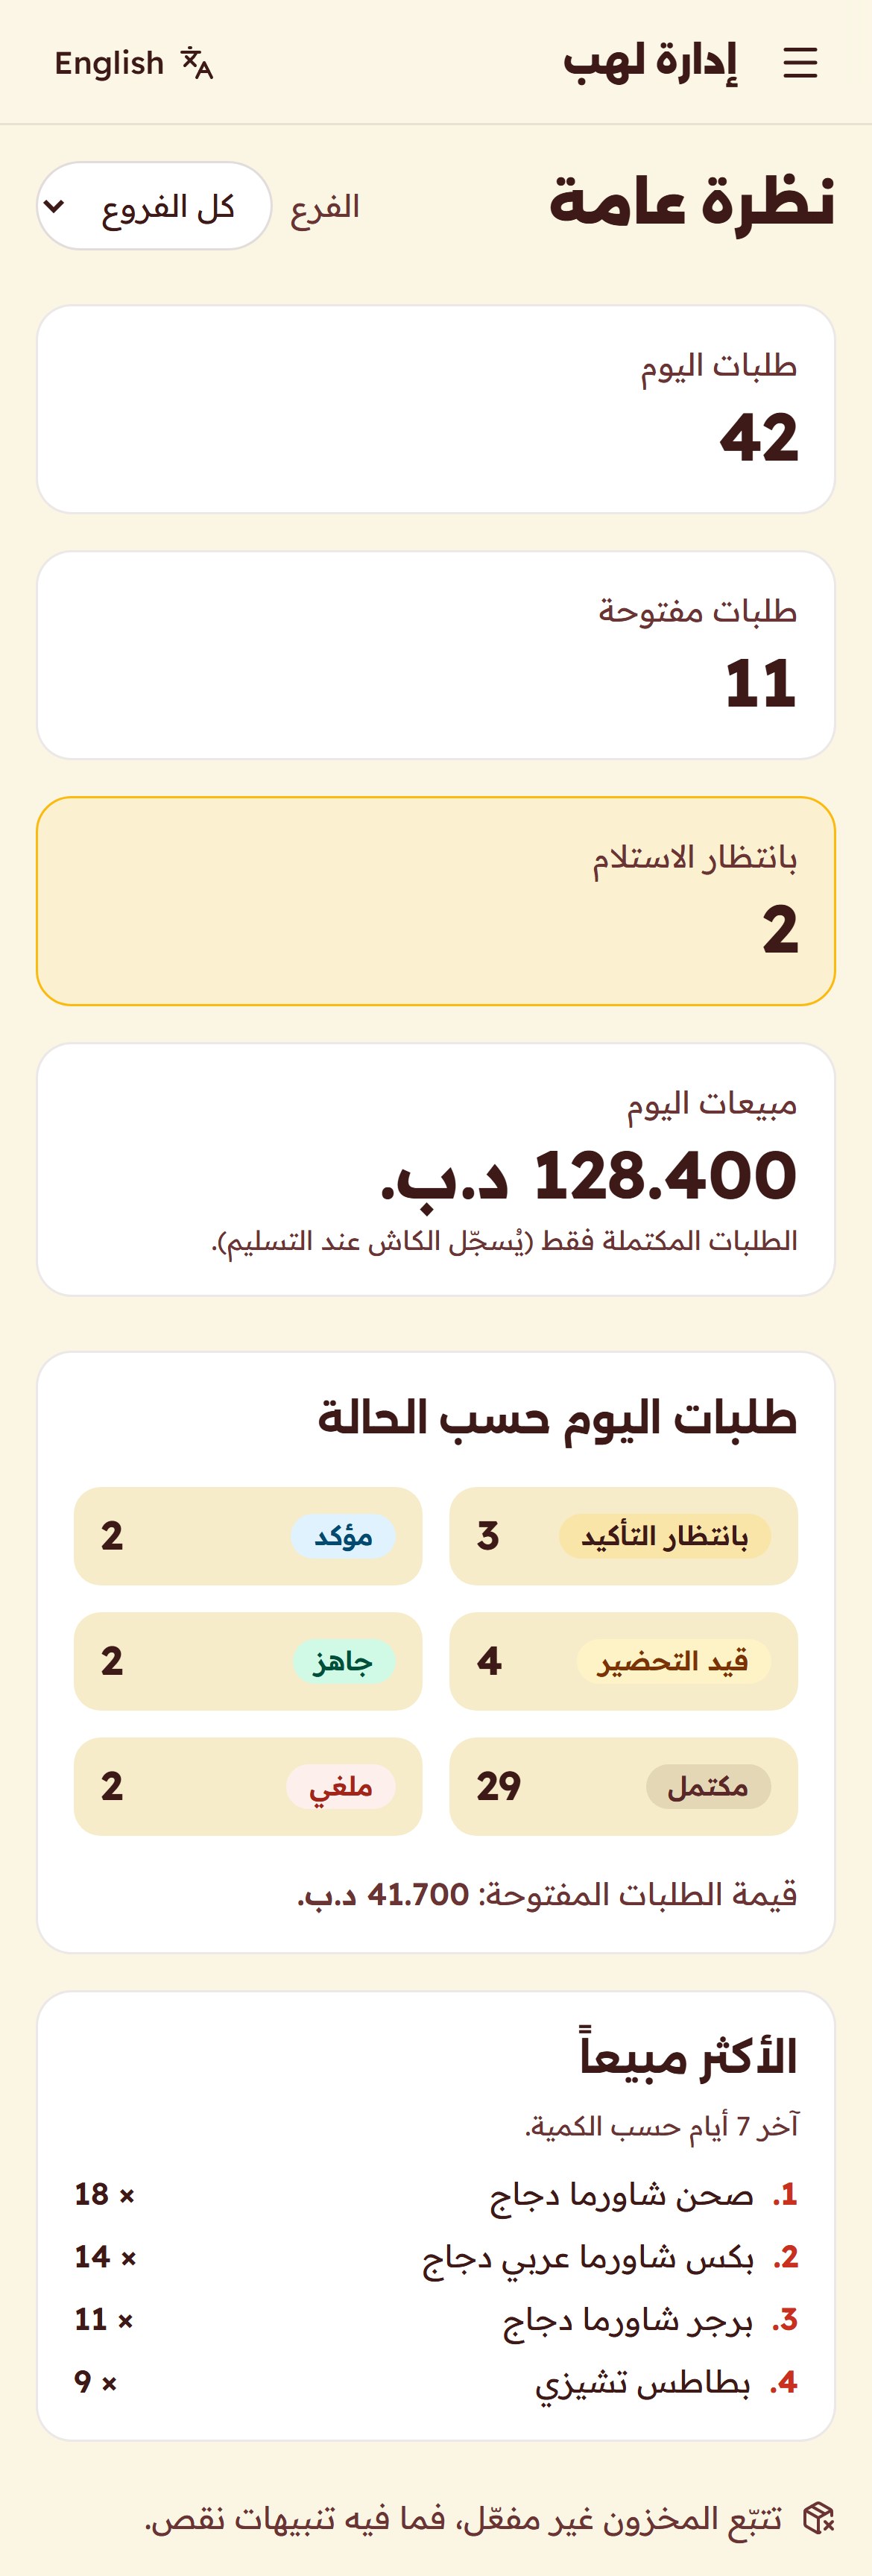 إدارة لهب
English
نظرة عامة
الفرع
كل الفروع
طلبات اليوم
42
طلبات مفتوحة
11
بانتظار الاستلام
2
مبيعات اليوم
128.400 د.ب.
الطلبات المكتملة فقط (يُسجّل الكاش عند التسليم).
طلبات اليوم حسب الحالة
بانتظار التأكيد 3
مؤكد 2
قيد التحضير 4
جاهز 2
مكتمل 29
ملغي 2
قيمة الطلبات المفتوحة: 41.700 د.ب.
الأكثر مبيعاً
آخر 7 أيام حسب الكمية.
1. صحن شاورما دجاج × 18
2. بكس شاورما عربي دجاج × 14
3. برجر شاورما دجاج × 11
4. بطاطس تشيزي × 9
تتبّع المخزون غير مفعّل، فما فيه تنبيهات نقص.